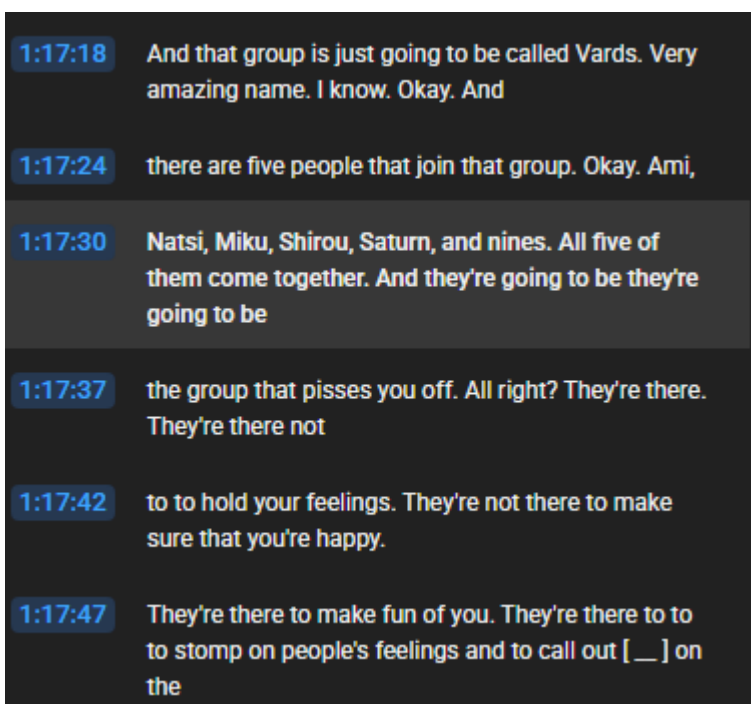 1:17:18 And that group is just going to be called Vards. Very
amazing name. I know. Okay. And
1:17:24 there are five people that join that group. Okay. Ami,
1:17:30 Natsi, Miku, Shirou, Saturn, and nines. All five of
them come together. And they're going to be they're
going to be
1:17:37 the group that pisses you off. All right? They're there.
They're there not
1:17:42 to to hold your feelings. They're not there to make
sure that you're happy.
1:17:47 They're there to make fun of you. They're there to to
to stomp on people's feelings and to call out [ __ ] on
the